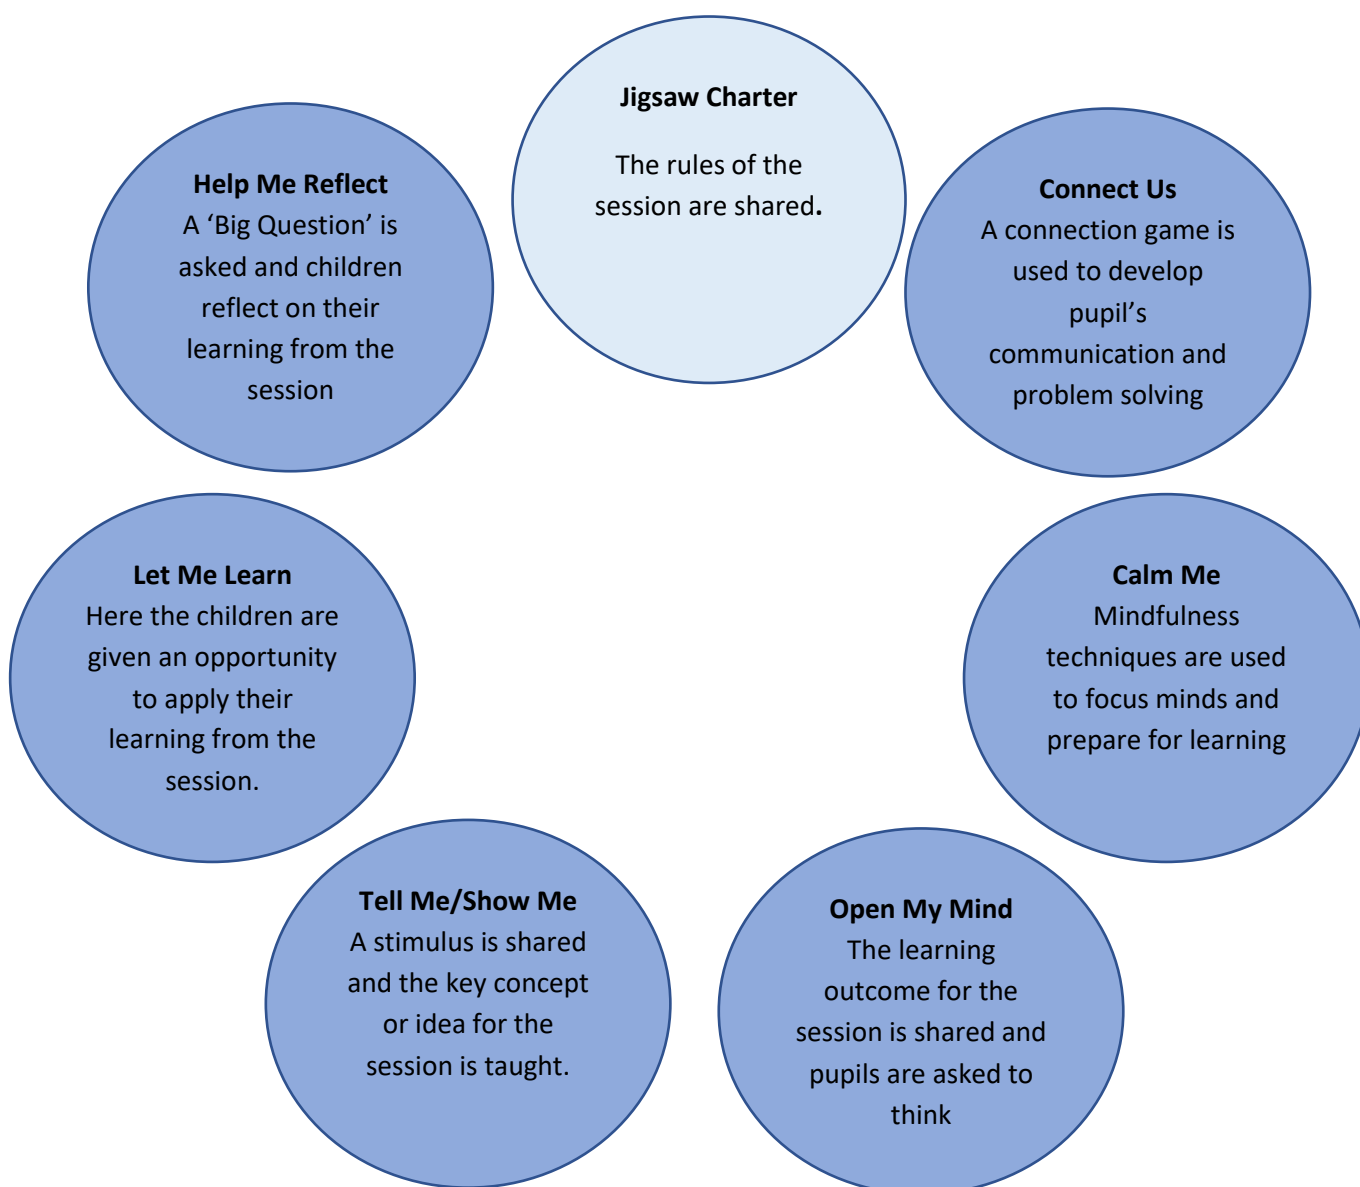 Jigsaw Charter
The rules of the
session are shared.
Connect Us
A connection game is
used to develop
pupil’s
communication and
problem solving
Calm Me
Mindfulness
techniques are used
to focus minds and
prepare for learning
Open My Mind
The learning
outcome for the
session is shared and
pupils are asked to
think
Tell Me/Show Me
A stimulus is shared
and the key concept
or idea for the
session is taught.
Let Me Learn
Here the children are
given an opportunity
to apply their
learning from the
session.
Help Me Reflect
A ‘Big Question’ is
asked and children
reflect on their
learning from the
session